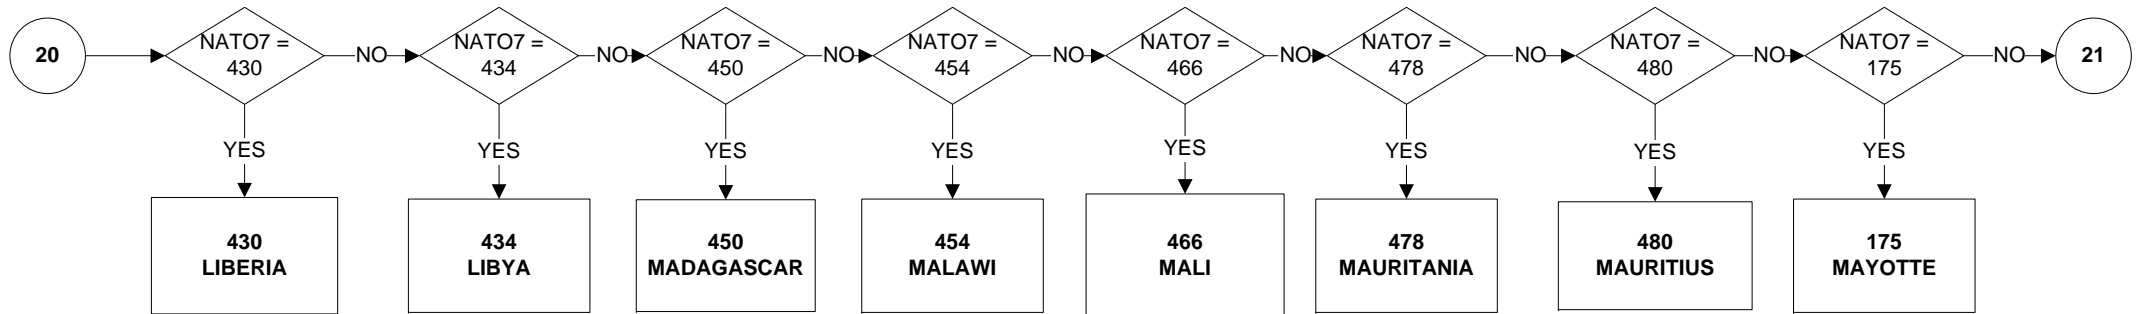 20
NATO7 =
430
NO
NATO7 =
434
NO
NATO7 =
450
NO
NATO7 =
454
NO
NATO7 =
466
NO
NATO7 =
478
NO
NATO7 =
480
NO
NATO7 =
175
NO
21
YES
YES
YES
YES
YES
YES
YES
YES
430
LIBERIA
434
LIBYA
450
MADAGASCAR
454
MALAWI
466
MALI
478
MAURITANIA
480
MAURITIUS
175
MAYOTTE